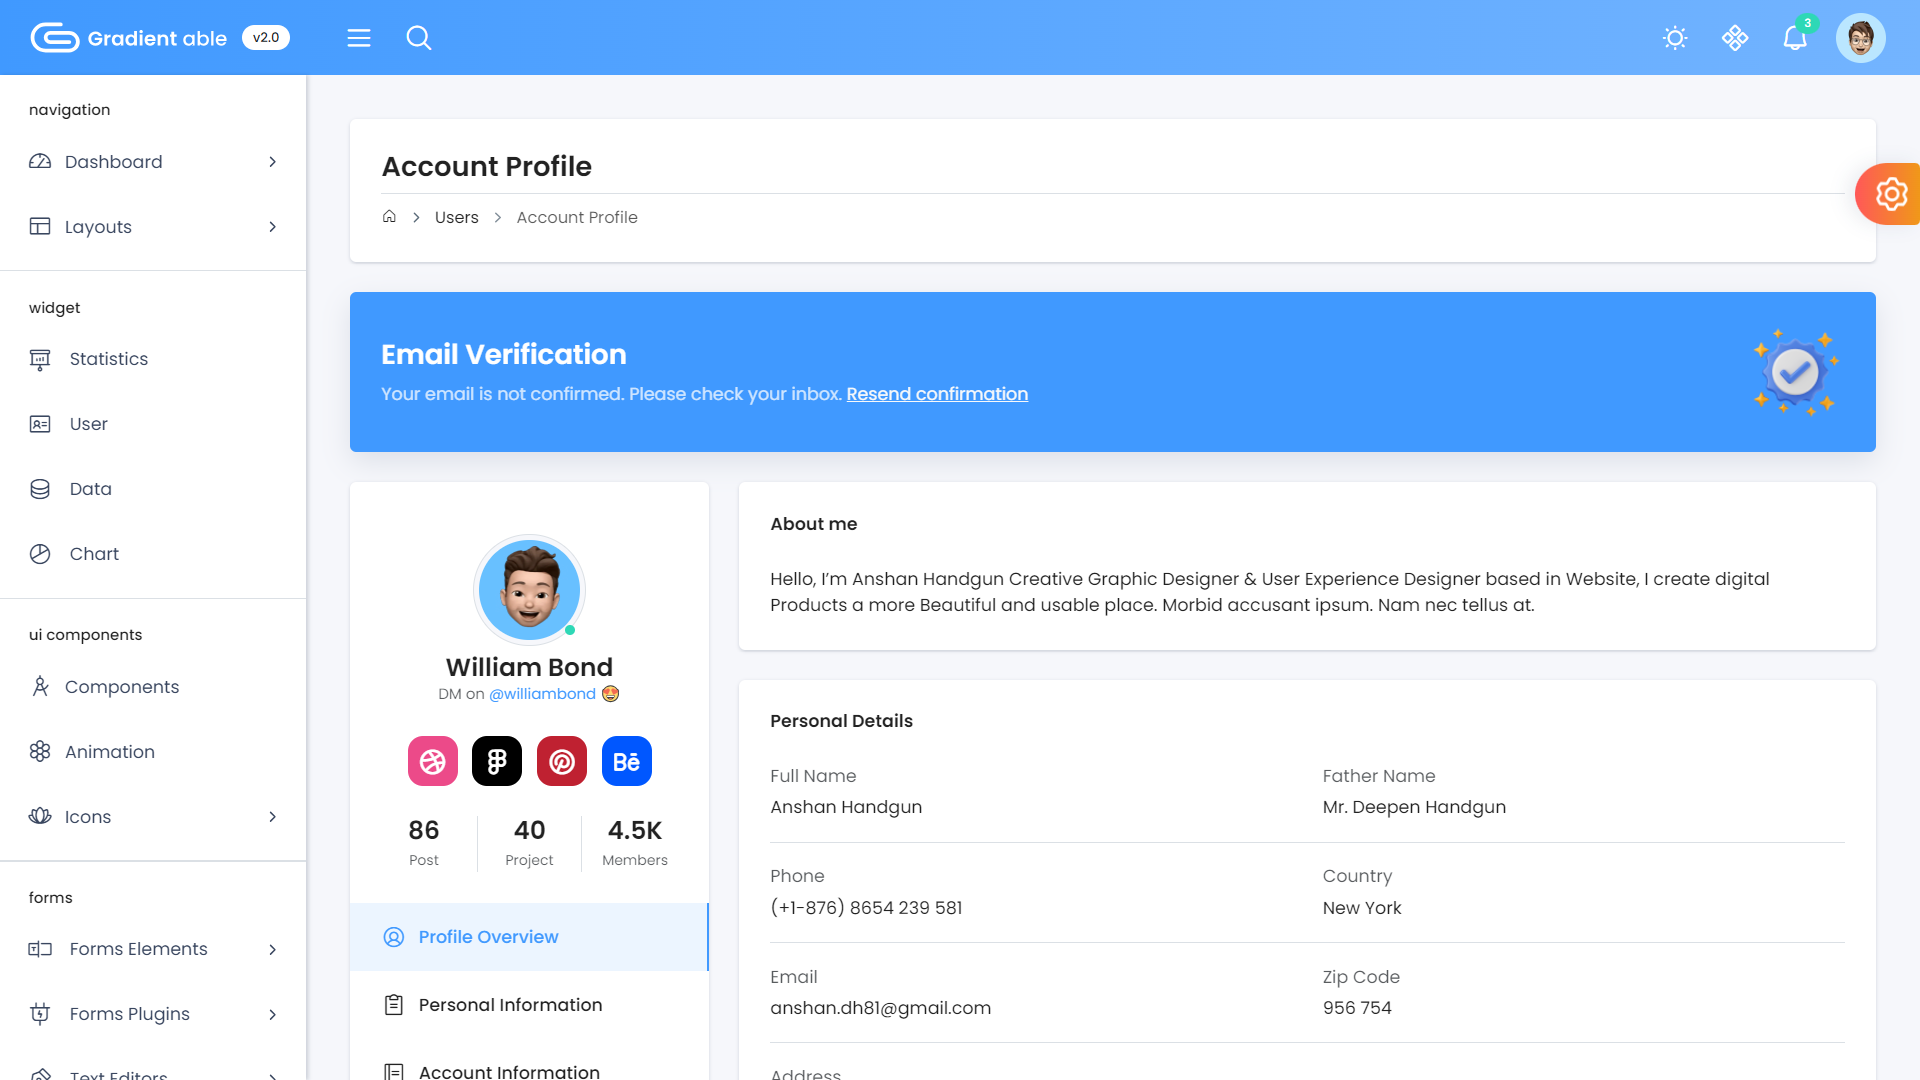 Gradient able v2.0
3
navigation
Dashboard
Layouts
widget
Statistics
User
Data
Chart
ui components
Components
Animation
Icons
forms
Forms Elements
Forms Plugins
Text Editors
Account Profile
Users
Account Profile
Email Verification
Your email is not confirmed. Please check your inbox. Resend confirmation
William Bond
DM on @williambond 😍
Bē
86
Post
40
Project
4.5K
Members
Profile Overview
Personal Information
Account Information
About me
Hello, I’m Anshan Handgun Creative Graphic Designer & User Experience Designer based in Website, I create digital
Products a more Beautiful and usable place. Morbid accusant ipsum. Nam nec tellus at.
Personal Details
Full Name
Anshan Handgun
Father Name
Mr. Deepen Handgun
Phone
(+1-876) 8654 239 581
Country
New York
Email
anshan.dh81@gmail.com
Zip Code
956 754
Address